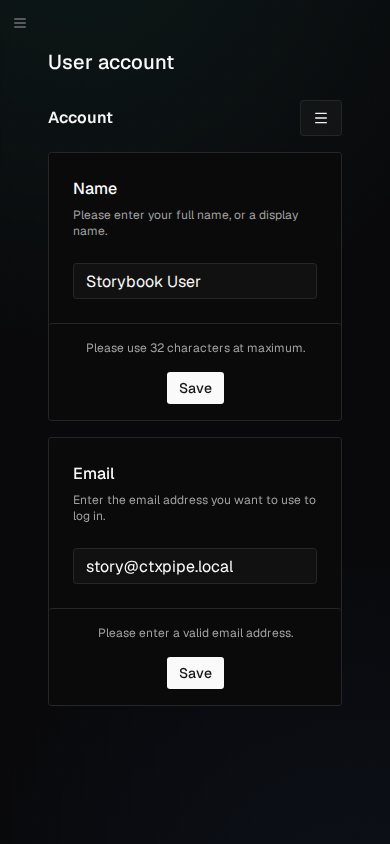 User account
Account
Name
Please enter your full name, or a display
name.
Storybook User
Please use 32 characters at maximum.
Save
Email
Enter the email address you want to use to
log in.
story@ctxpipe.local
Please enter a valid email address.
Save